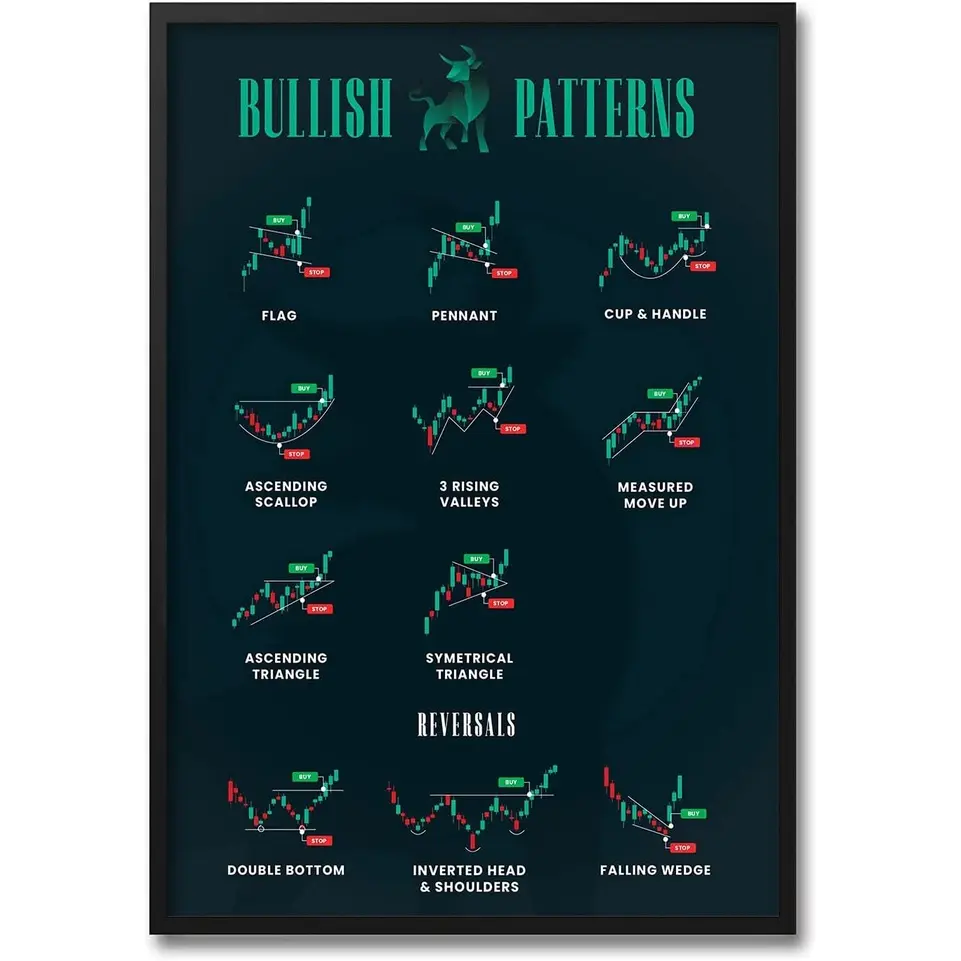 BULLISH PATTERNS
BUY
STOP
FLAG
BUY
STOP
PENNANT
BUY
STOP
CUP & HANDLE
BUY
STOP
ASCENDING
SCALLOP
BUY
STOP
3 RISING
VALLEYS
BUY
STOP
MEASURED
MOVE UP
BUY
STOP
ASCENDING
TRIANGLE
BUY
STOP
SYMETRICAL
TRIANGLE
REVERSALS
BUY
STOP
DOUBLE BOTTOM
BUY
INVERTED HEAD
& SHOULDERS
BUY
STOP
FALLING WEDGE